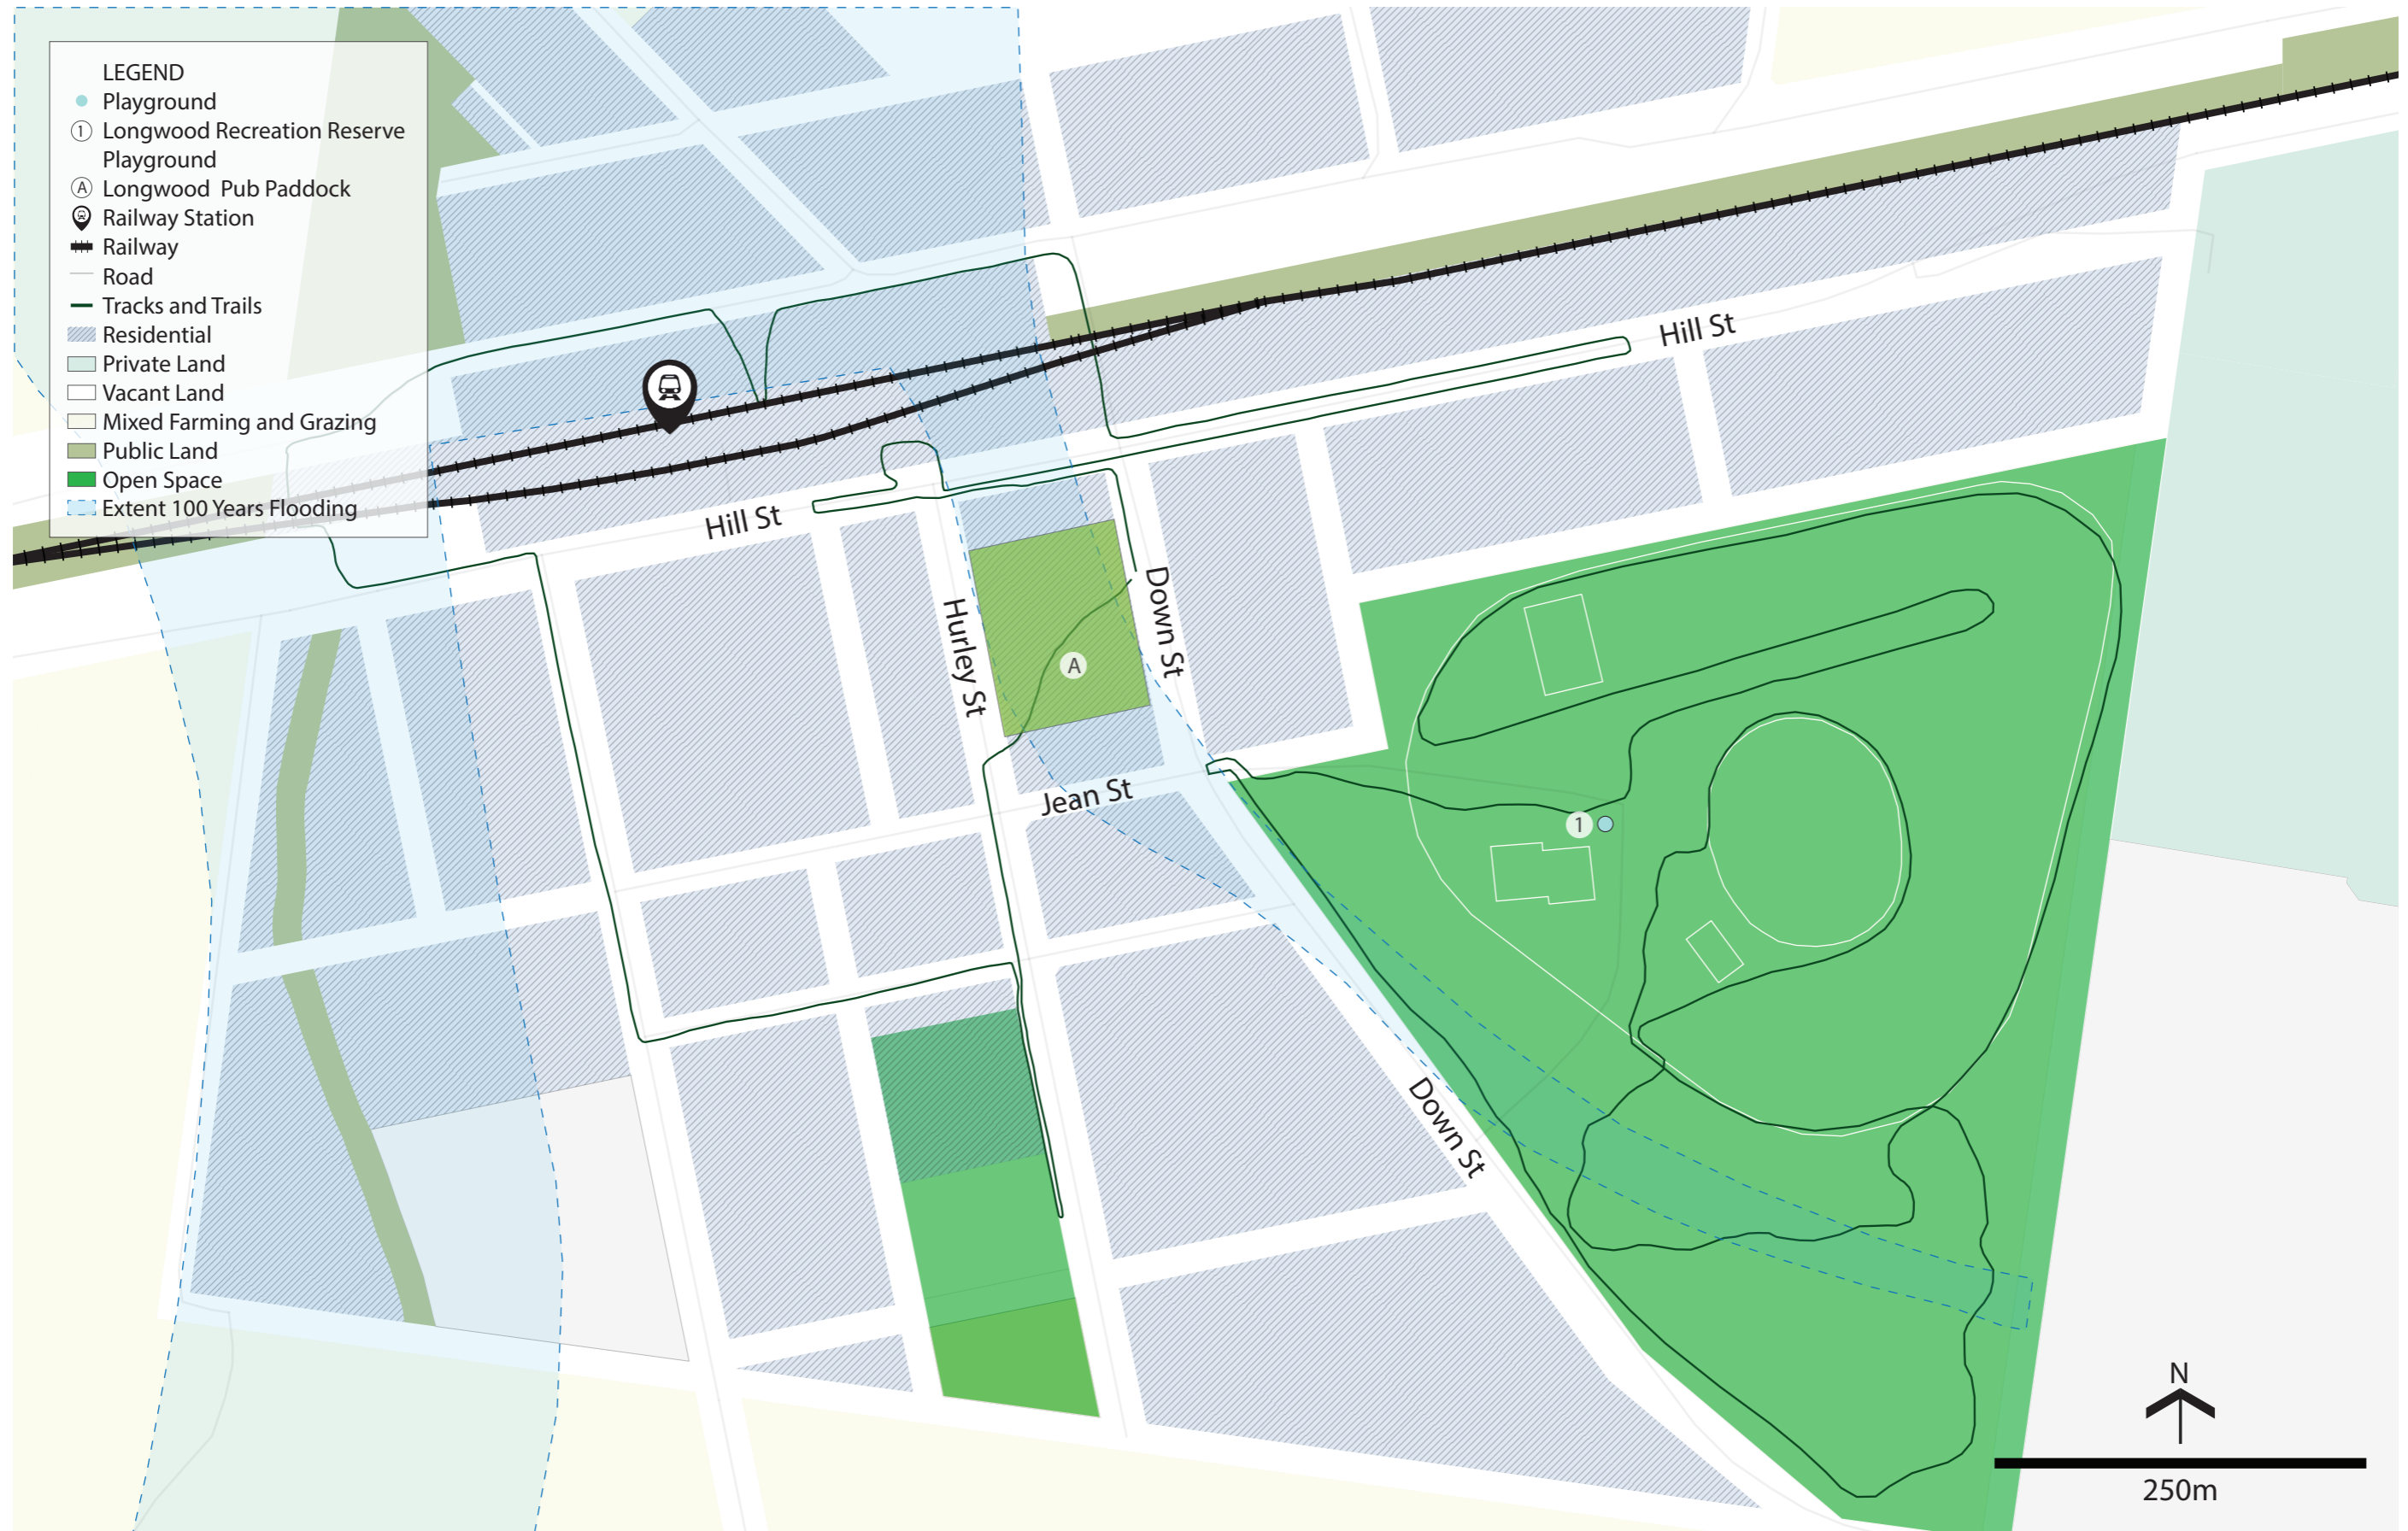 LEGEND
Playground
1 Longwood Recreation Reserve
Playground
A Longwood Pub Paddock
Railway Station
Railway
Road
Tracks and Trails
Residential
Private Land
Vacant Land
Mixed Farming and Grazing
Public Land
Open Space
Extent 100 Years Flooding
Hill St
Hill St
Hurley St
Down St
A
Jean St
1
Down St
N
250m